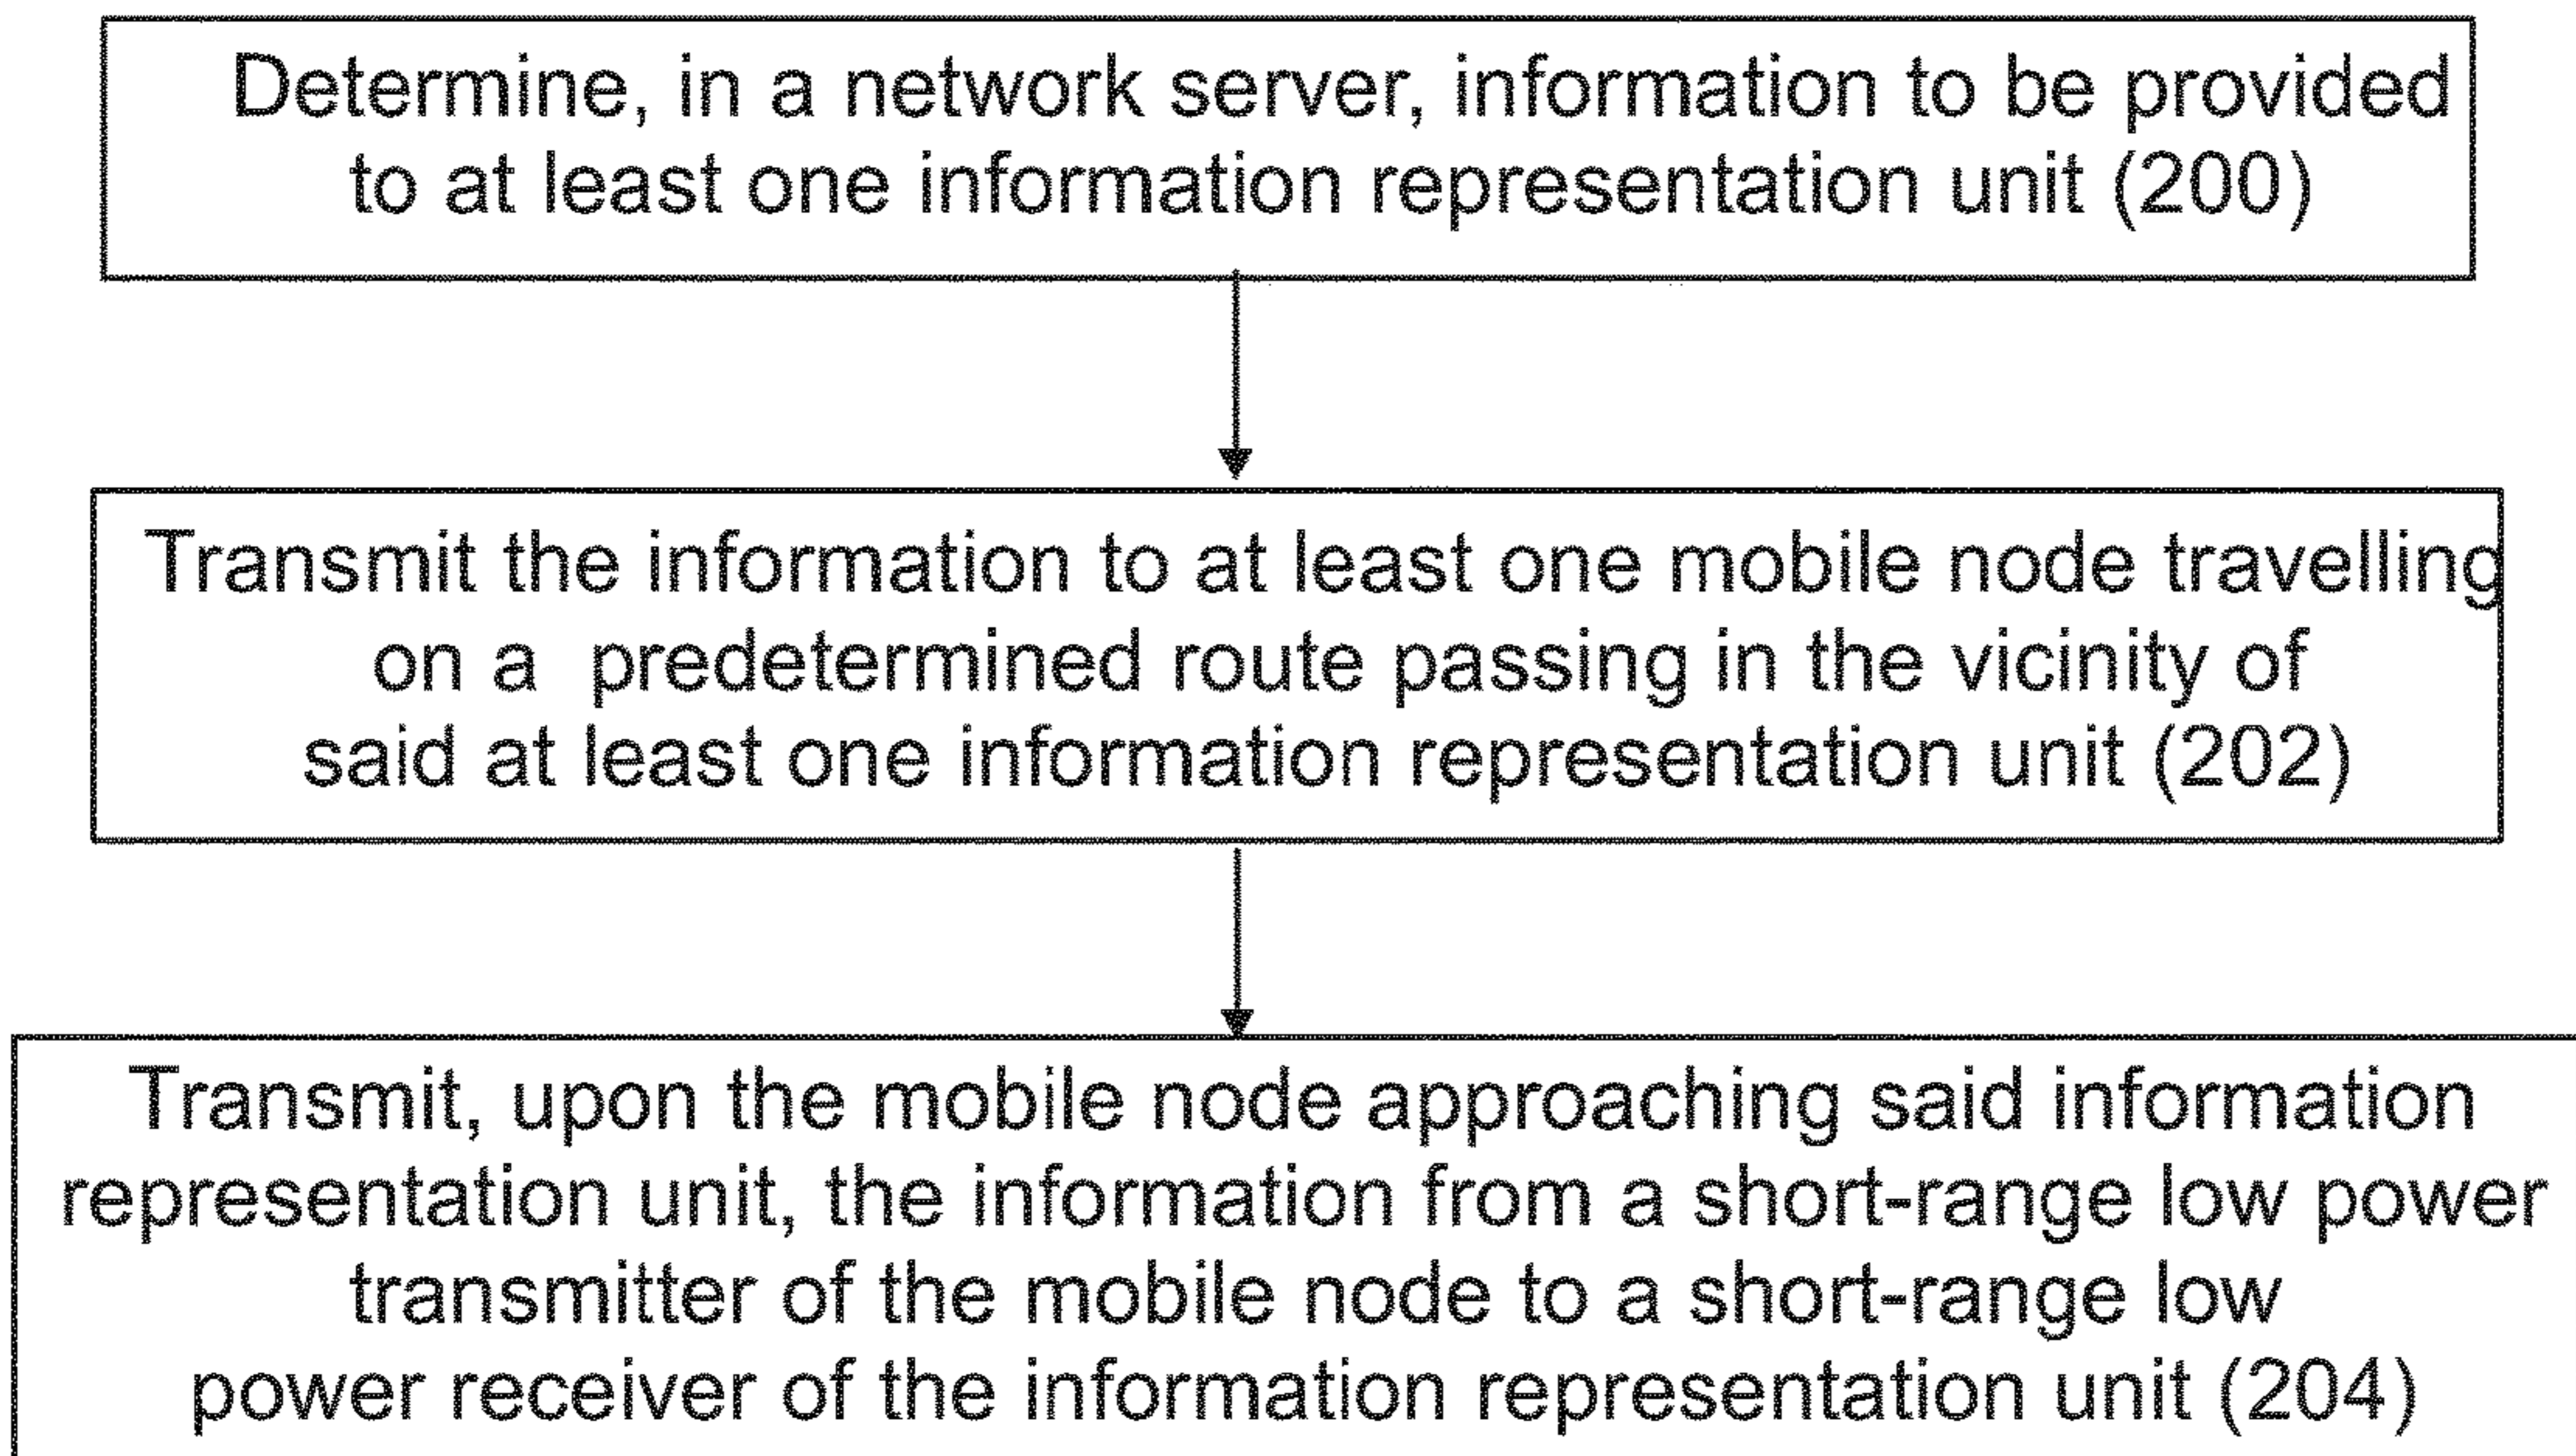 Determine, in a network server, information to be provided
to at least one information representation unit (200)
Transmit the information to at least one mobile node travelling
on a predetermined route passing in the vicinity of
said at least one information representation unit (202)
Transmit, upon the mobile node approaching said information
representation unit, the information from a short-range low power
transmitter of the mobile node to a short-range low
power receiver of the information representation unit (204)